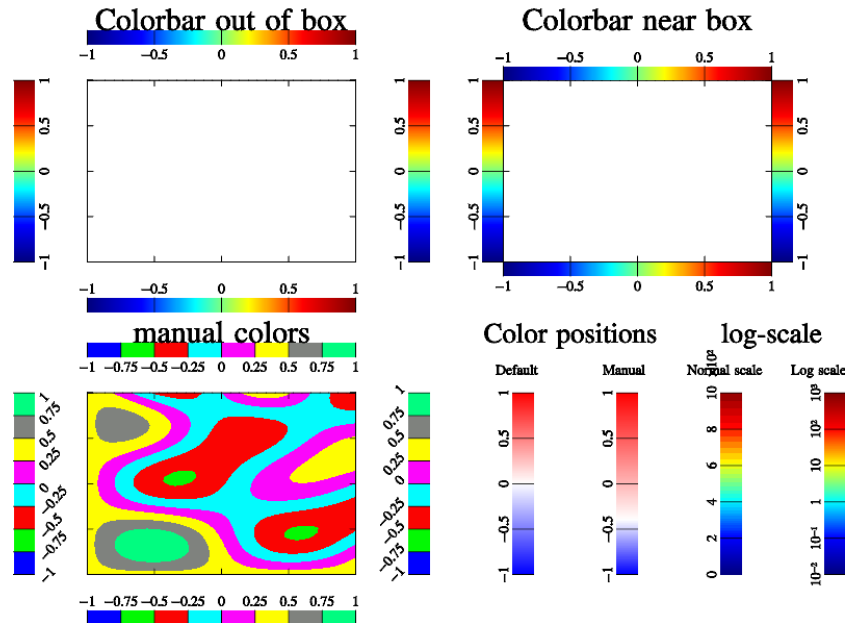 Colorbar out of box
−1 −0.5 0 0.5 1
−1 −0.5 0 0.5 1
−1 −0.5 0 0.5 1
−1 −0.5 0 0.5 1
Colorbar near box
−1 −0.5 0 0.5 1
−1 −0.5 0 0.5 1
−1 −0.5 0 0.5 1
−1 −0.5 0 0.5 1
manual colors
−1 −0.75 −0.5 −0.25 0 0.25 0.5 0.75 1
−1 −0.75 −0.5 −0.25 0 0.25 0.5 0.75 1
−1 −0.75 −0.5 −0.25 0 0.25 0.5 0.75 1
−1 −0.75 −0.5 −0.25 0 0.25 0.5 0.75 1
Color positions
Default
−1 −0.5 0 0.5 1
Manual
−1 −0.5 0 0.5 1
log-scale
Normal scale
0 2 4 6 8 10
Log scale
10⁻² 10⁻¹ 1 10 10² 10³